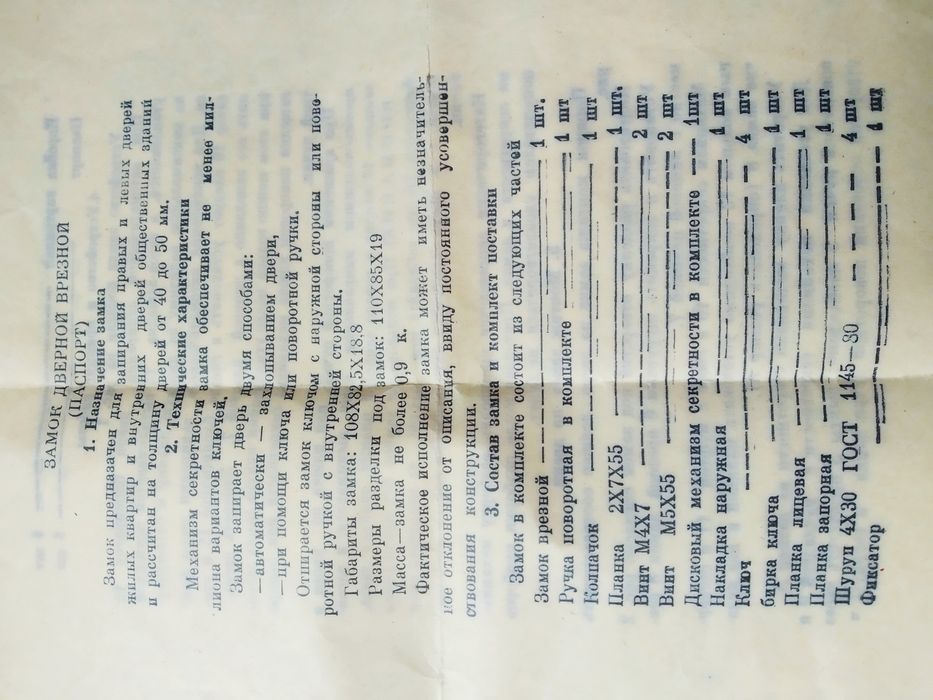 ЗАМОК ДВЕРНОЙ ВРЕЗНОЙ
(ПАСПОРТ)
1. Назначение замка
Замок предназначен для запирания правых и левых дверей
жилых квартир и внутренних дверей общественных зданий
и рассчитан на толщину дверей от 40 до 50 мм.
2. Технические характеристики
Механизм секретности замка обеспечивает не менее мил-
лиона вариантов ключей.
Замок запирает дверь двумя способами:
—автоматически — захлопыванием двери,
—при помощи ключа или поворотной ручки.
Отпирается замок ключом с наружной стороны или пово-
ротной ручкой с внутренней стороны.
Габариты замка: 108X82,5X18.8
Размеры разделки под замок: 110X85X19
Масса—замка не более 0,9 к.
Фактическое исполнение замка может иметь незначитель-
ное отклонение от описания, ввиду постоянного усовершен-
ствования конструкции.
3. Состав замка и комплект поставки
Замок в комплекте состоит из следующих частей
Замок врезной 1 шт.
Ручка поворотная в комплекте 1 шт
Колпачок 1 шт
Планка 2X7X55 1 шт.
Винт М4X7 2 шт
Винт М5X55 2 шт
Дисковый механизм секретности в комплекте — 1шт
Накладка наружная 1 шт
Ключ 4 шт
бирка ключа 1 шт
Планка лицевая 1 шт
Планка запорная 1 шт
Шуруп 4X30 ГОСТ 1145—80 4 шт
Фиксатор 1 шт